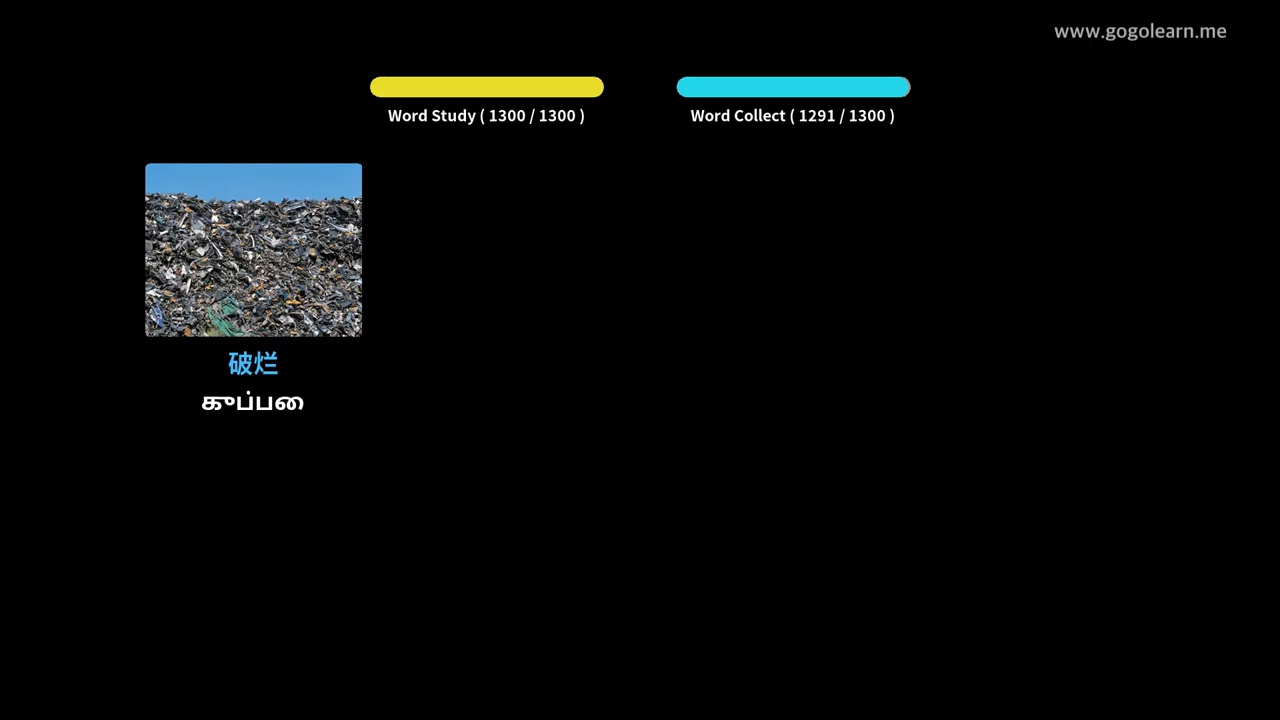 www.gogolearn.me
Word Study ( 1300 / 1300 )
Word Collect ( 1291 / 1300 )
破烂
குப்பை